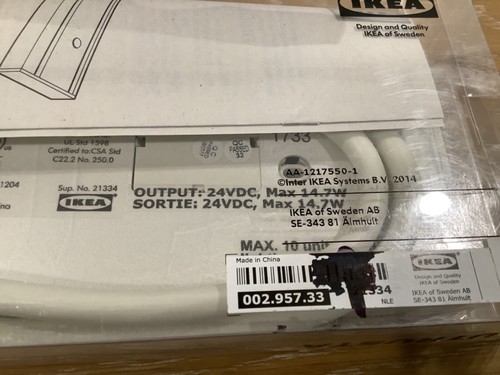 IKEA
Design and Quality
IKEA of Sweden
UL Std 1598
Certified to:CSA Std
C22.2 No. 250.0
1733
AA-1217550-1
©Inter IKEA Systems B.V. 2014
1204
Sup. No. 21334
IKEA
OUTPUT: 24VDC, Max 14.7W
SORTIE: 24VDC, Max 14.7W
IKEA of Sweden AB
SE-343 81 Älmhult
MAX. 10
Made in China
002.957.33
NLE
IKEA
Design and Quality
IKEA of Sweden
IKEA of Sweden AB
SE-343 81 Älmhult